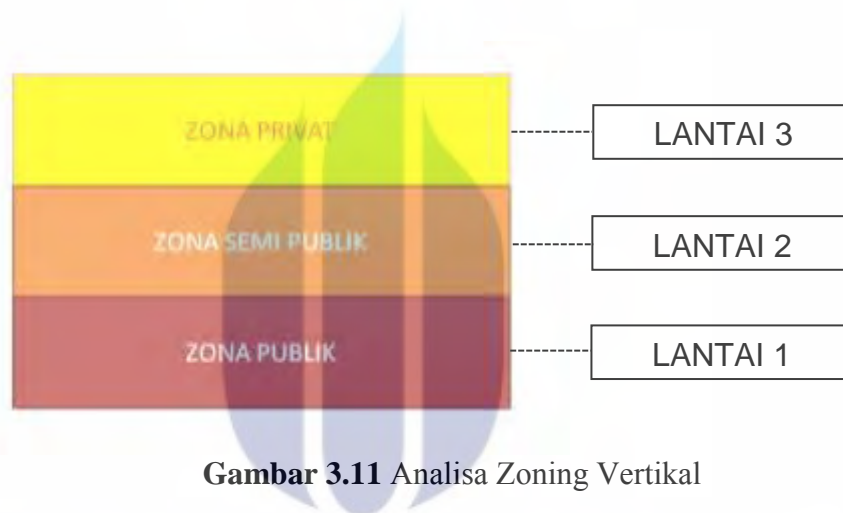 ZONA PRIVAT
LANTAI 3
ZONA SEMI PUBLIK
LANTAI 2
ZONA PUBLIK
LANTAI 1
Gambar 3.11 Analisa Zoning Vertikal